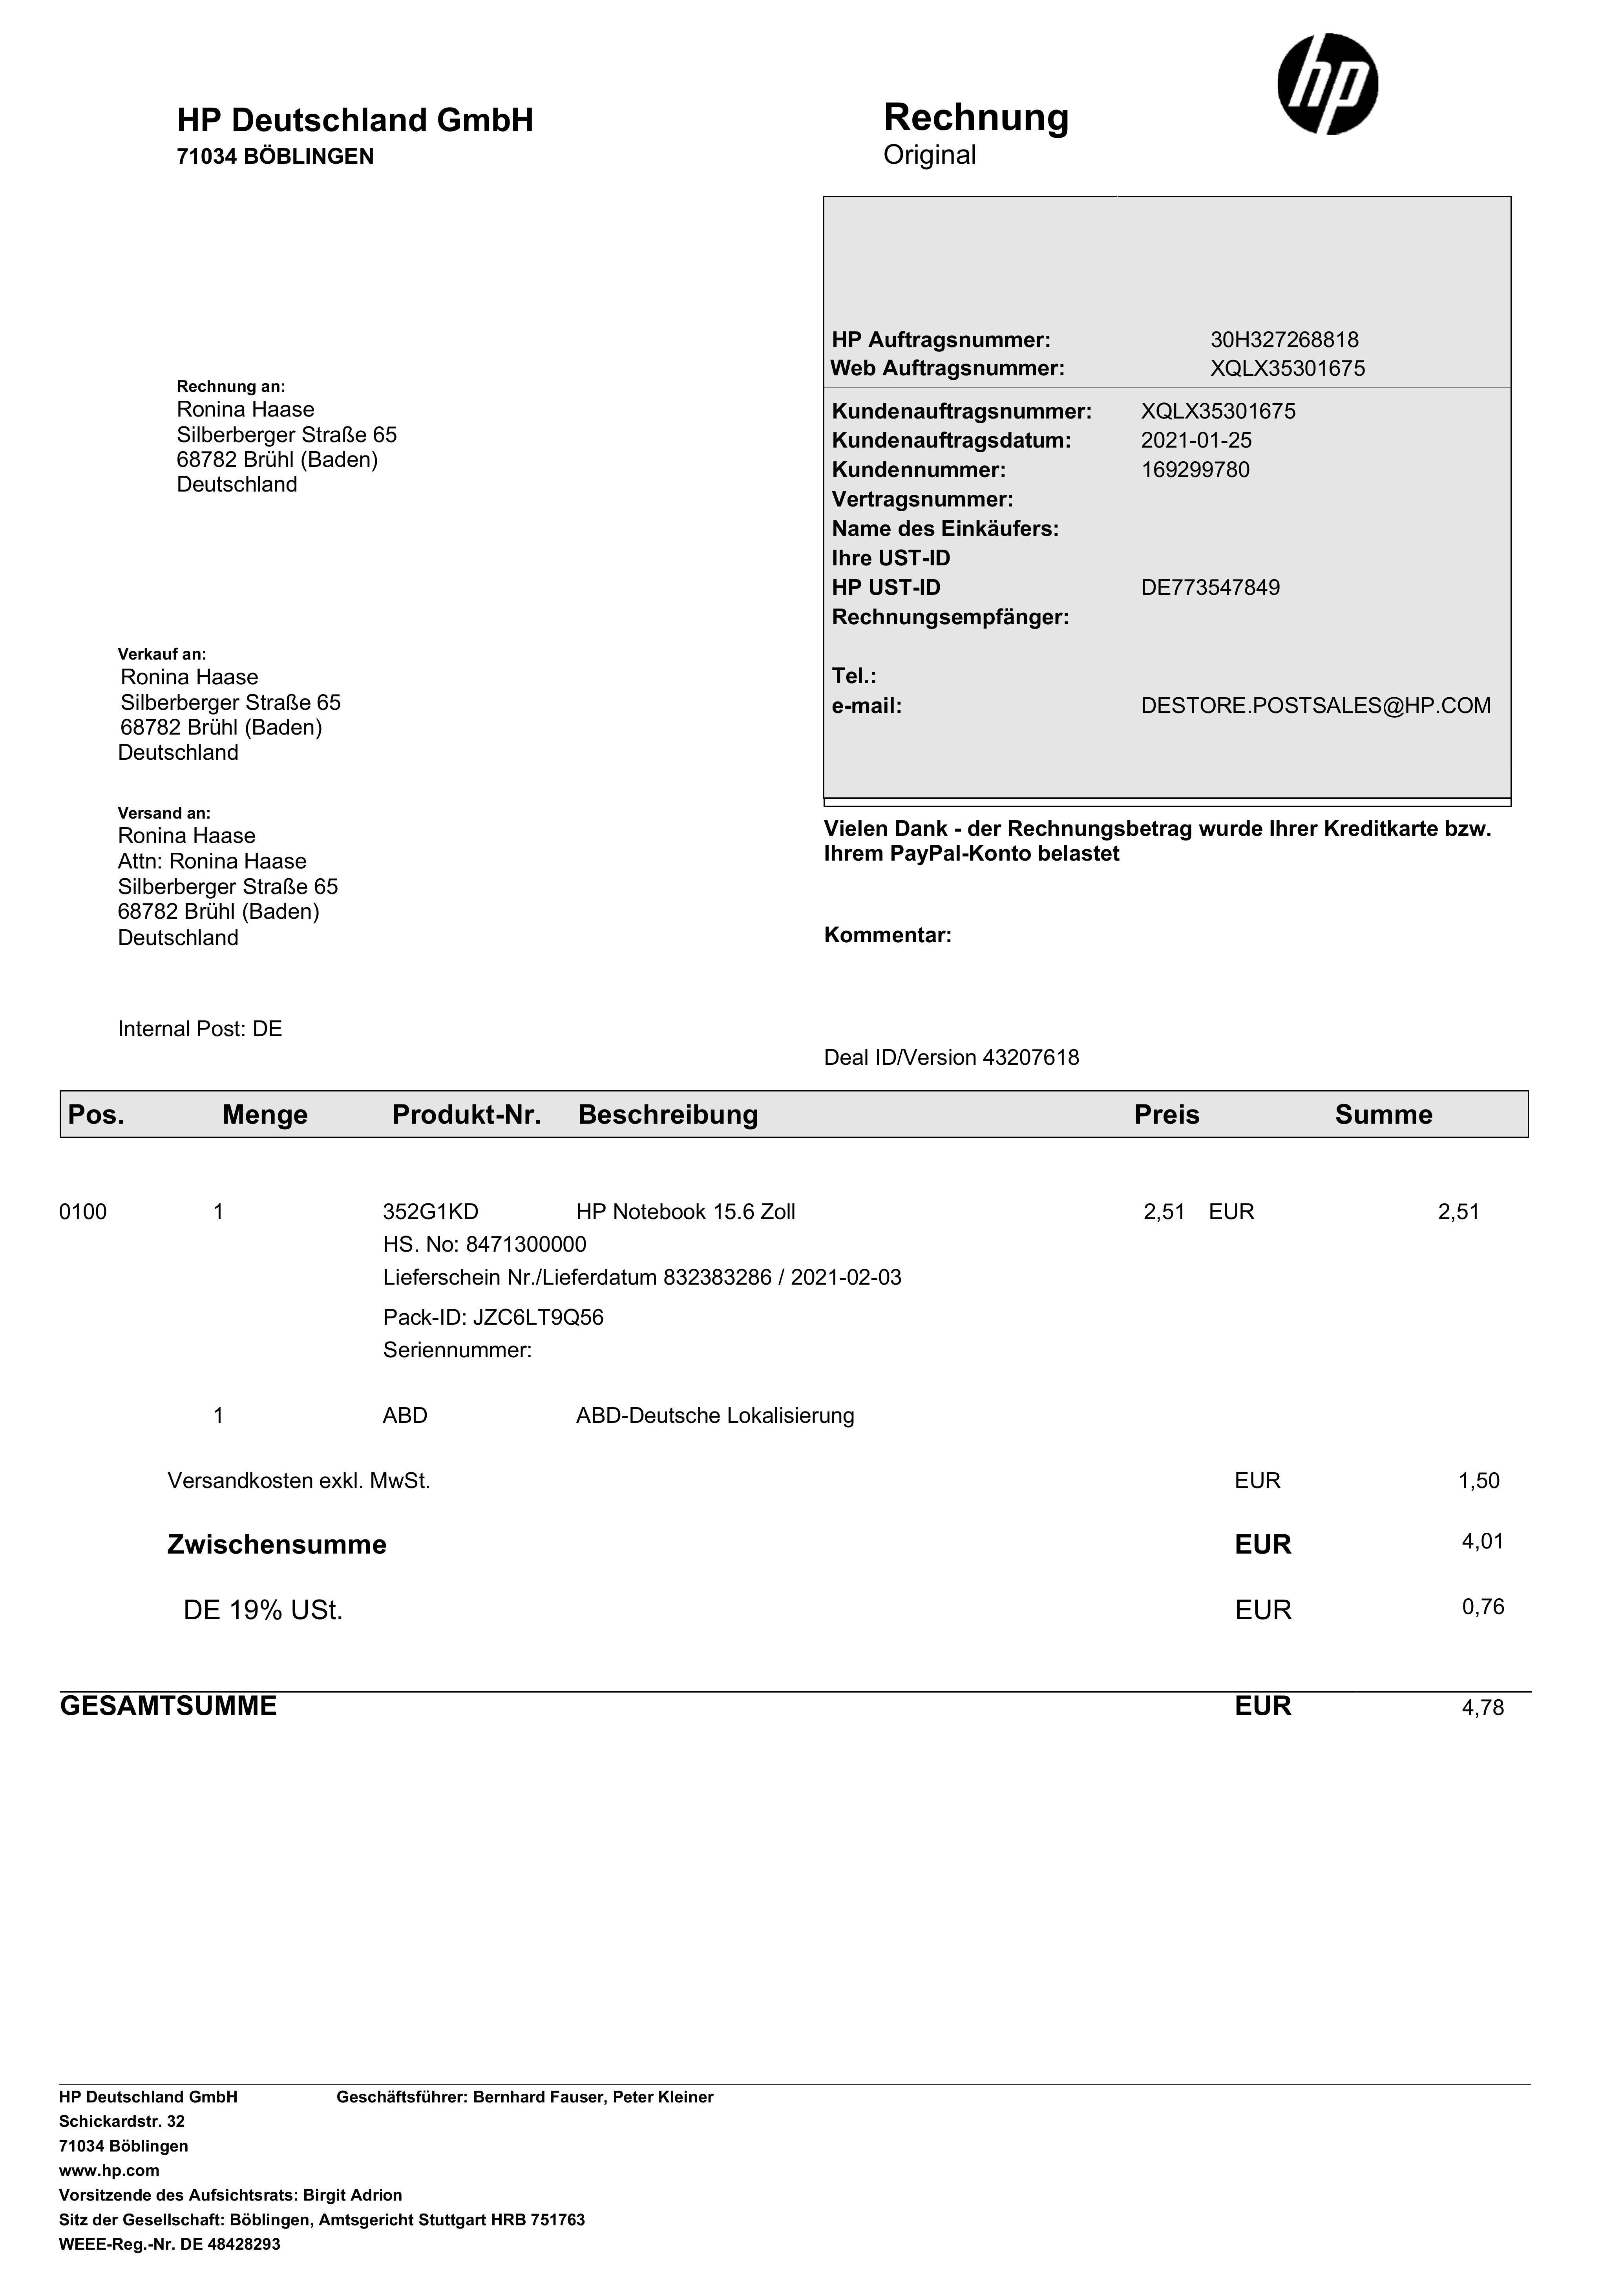 hp
HP Deutschland GmbH
71034 BÖBLINGEN
Rechnung
Original
HP Auftragsnummer: 30H327268818
Web Auftragsnummer: XQLX35301675
Rechnung an:
Ronina Haase
Silberberger Straße 65
68782 Brühl (Baden)
Deutschland
Kundenauftragsnummer: XQLX35301675
Kundenauftragsdatum: 2021-01-25
Kundennummer: 169299780
Vertragsnummer:
Name des Einkäufers:
Ihre UST-ID
HP UST-ID DE773547849
Rechnungsempfänger:
Tel.:
e-mail: DESTORE.POSTSALES@HP.COM
Verkauf an:
Ronina Haase
Silberberger Straße 65
68782 Brühl (Baden)
Deutschland
Versand an:
Ronina Haase
Attn: Ronina Haase
Silberberger Straße 65
68782 Brühl (Baden)
Deutschland
Vielen Dank - der Rechnungsbetrag wurde Ihrer Kreditkarte bzw.
Ihrem PayPal-Konto belastet
Kommentar:
Internal Post: DE
Deal ID/Version 43207618
Pos. Menge Produkt-Nr. Beschreibung Preis Summe
0100 1 352G1KD HP Notebook 15.6 Zoll 2,51 EUR 2,51
HS. No: 8471300000
Lieferschein Nr./Lieferdatum 832383286 / 2021-02-03
Pack-ID: JZC6LT9Q56
Seriennummer:
1 ABD ABD-Deutsche Lokalisierung
Versandkosten exkl. MwSt. EUR 1,50
Zwischensumme EUR 4,01
DE 19% USt. EUR 0,76
GESAMTSUMME EUR 4,78
HP Deutschland GmbH Geschäftsführer: Bernhard Fauser, Peter Kleiner
Schickardstr. 32
71034 Böblingen
www.hp.com
Vorsitzende des Aufsichtsrats: Birgit Adrion
Sitz der Gesellschaft: Böblingen, Amtsgericht Stuttgart HRB 751763
WEEE-Reg.-Nr. DE 48428293